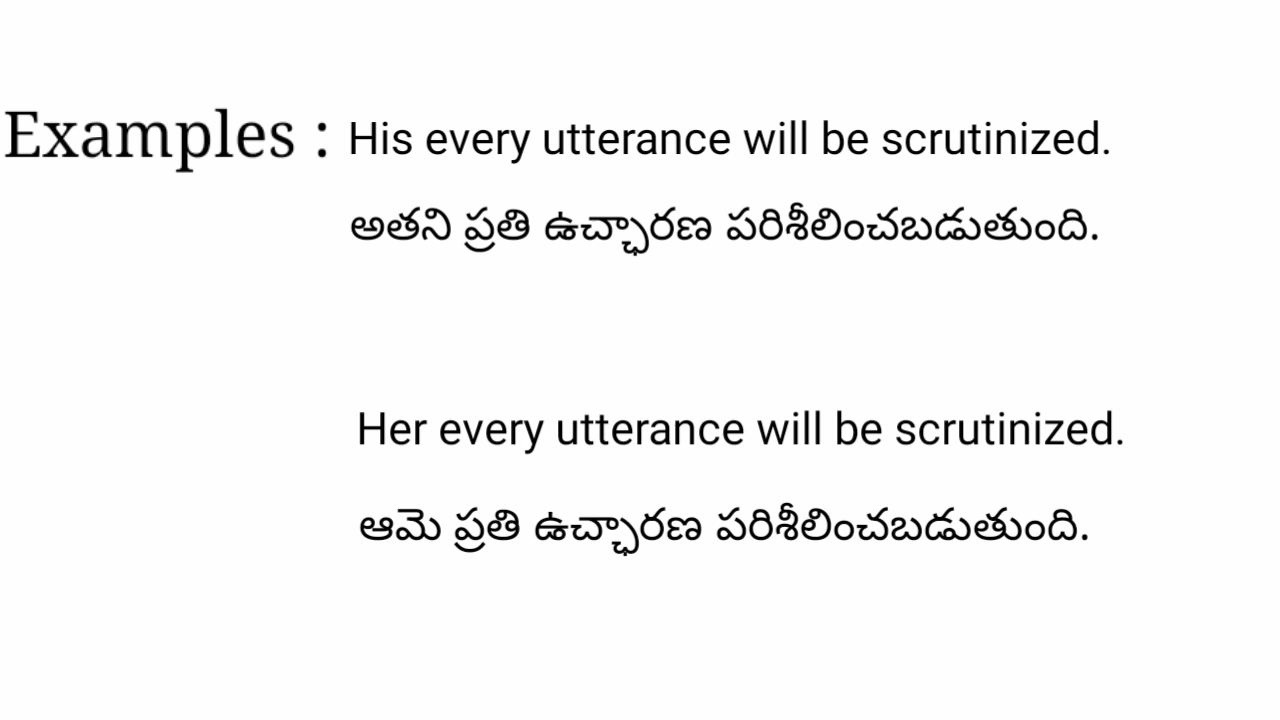 Examples : His every utterance will be scrutinized.
అతని ప్రతి ఉచ్ఛారణ పరిశీలించబడుతుంది.
Her every utterance will be scrutinized.
ఆమె ప్రతి ఉచ్ఛారణ పరిశీలించబడుతుంది.